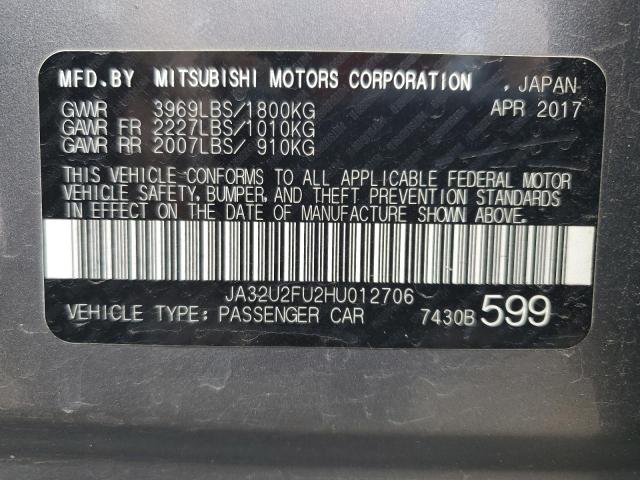 MFD.BY MITSUBISHI MOTORS CORPORATION , JAPAN
GVWR 3969LBS/1800KG APR 2017
GAWR FR 2227LBS/1010KG
GAWR RR 2007LBS/ 910KG
THIS VEHICLE CONFORMS TO ALL APPLICABLE FEDERAL MOTOR
VEHICLE SAFETY, BUMPER, AND THEFT PREVENTION STANDARDS
IN EFFECT ON THE DATE OF MANUFACTURE SHOWN ABOVE.
JA32U2FU2HU012706
VEHICLE TYPE: PASSENGER CAR 7430B 599